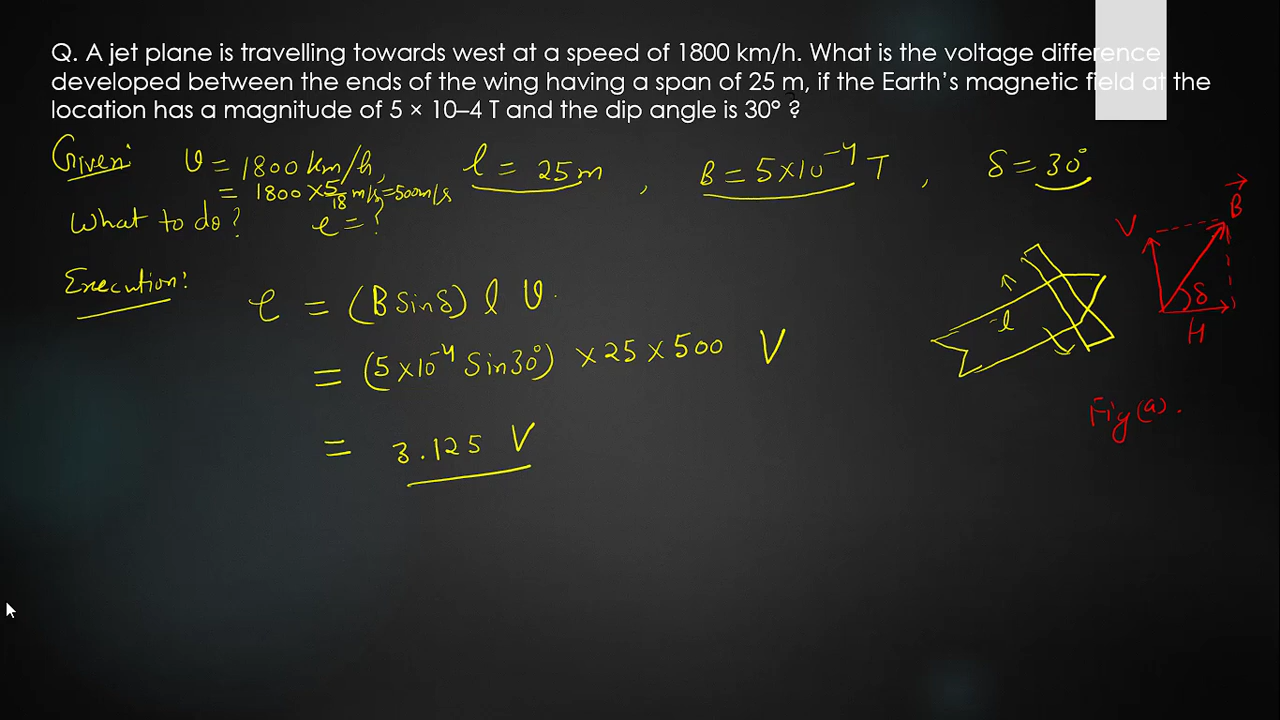 Q. A jet plane is travelling towards west at a speed of 1800 km/h. What is the voltage difference
developed between the ends of the wing having a span of 25 m, if the Earth's magnetic field at the
location has a magnitude of 5 × 10–4 T and the dip angle is 30° ?
Given: υ = 1800 km/h, l = 25 m , B = 5×10⁻⁴ T , δ = 30°
= 1800 × 5/18 m/s = 500 m/s
What to do? e = ?
Execution:
e = (B sin δ) l υ.
= (5×10⁻⁴ Sin 30°) × 25 × 500 V
= 3.125 V
l
V
B
δ
H
Fig (a).